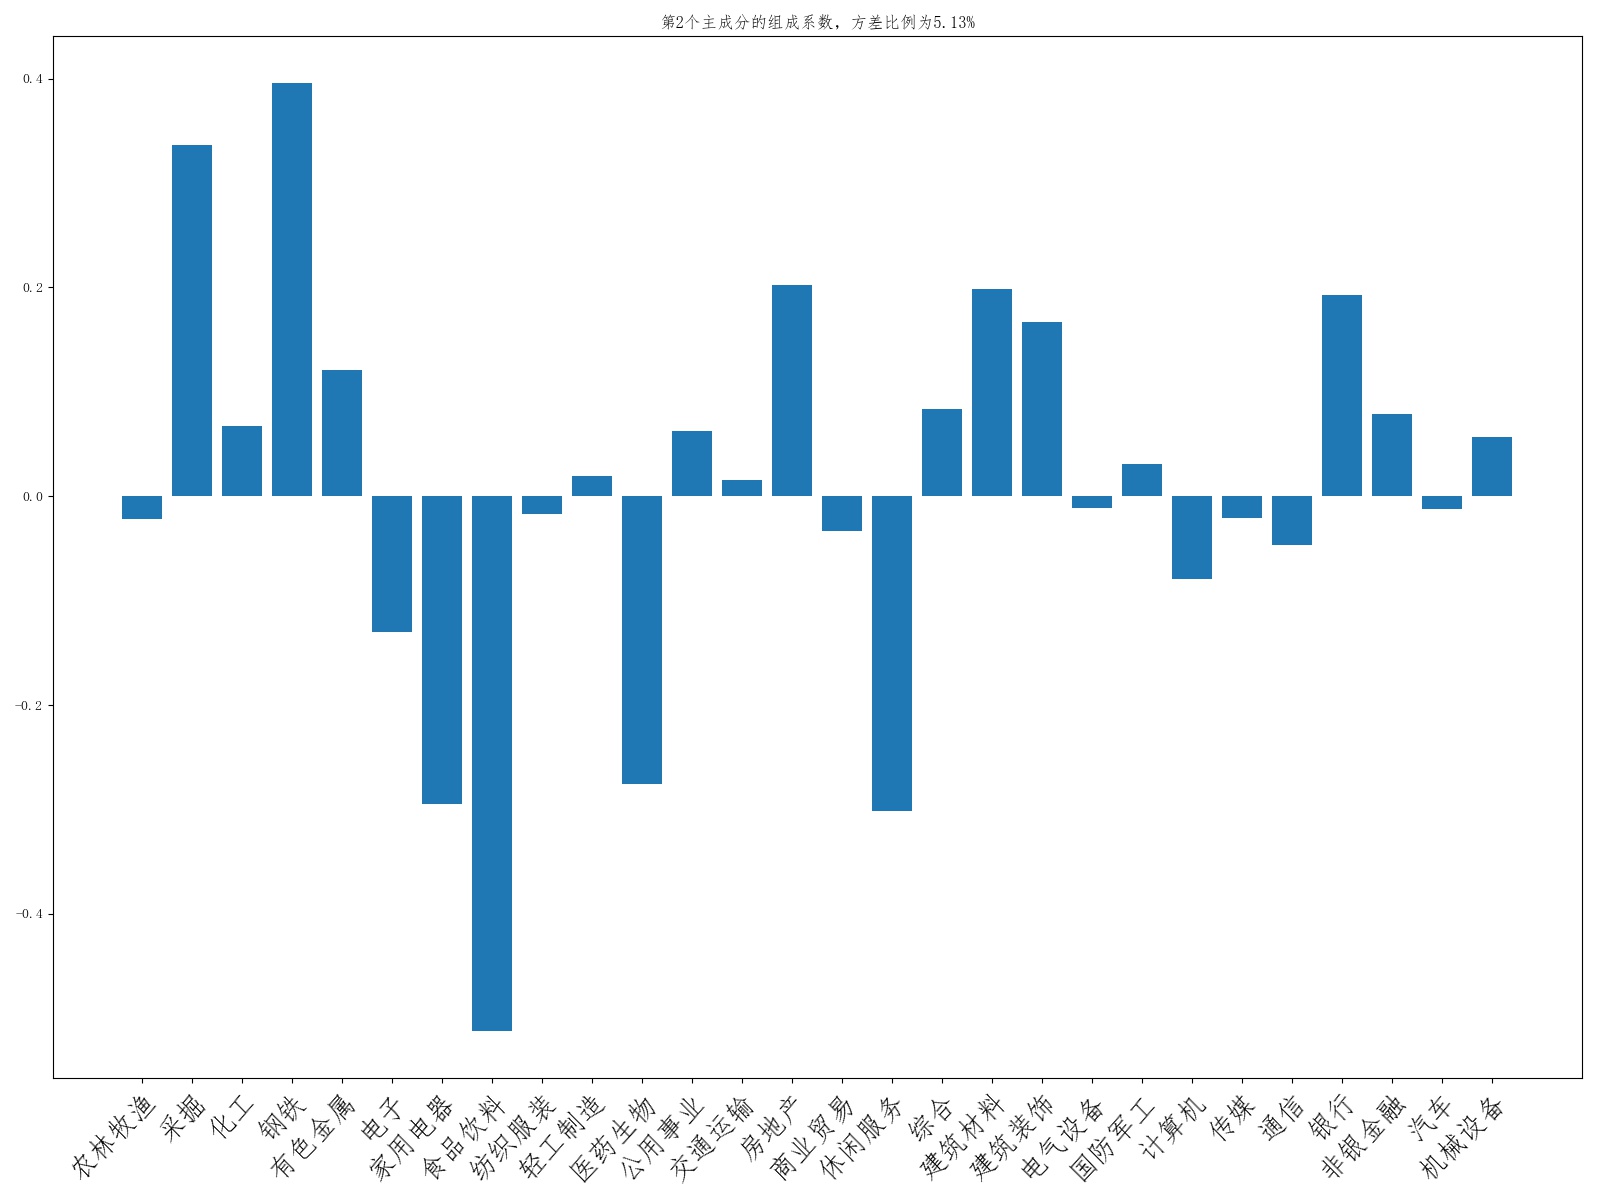 第2个主成分的组成系数，方差比例为5.13%
0.4
0.2
0.0
-0.2
-0.4
农林牧渔
采掘
化工
钢铁
有色金属
电子
家用电器
食品饮料
纺织服装
轻工制造
医药生物
公用事业
交通运输
房地产
商业贸易
休闲服务
综合
建筑材料
建筑装饰
电气设备
国防军工
计算机
传媒
通信
银行
非银金融
汽车
机械设备